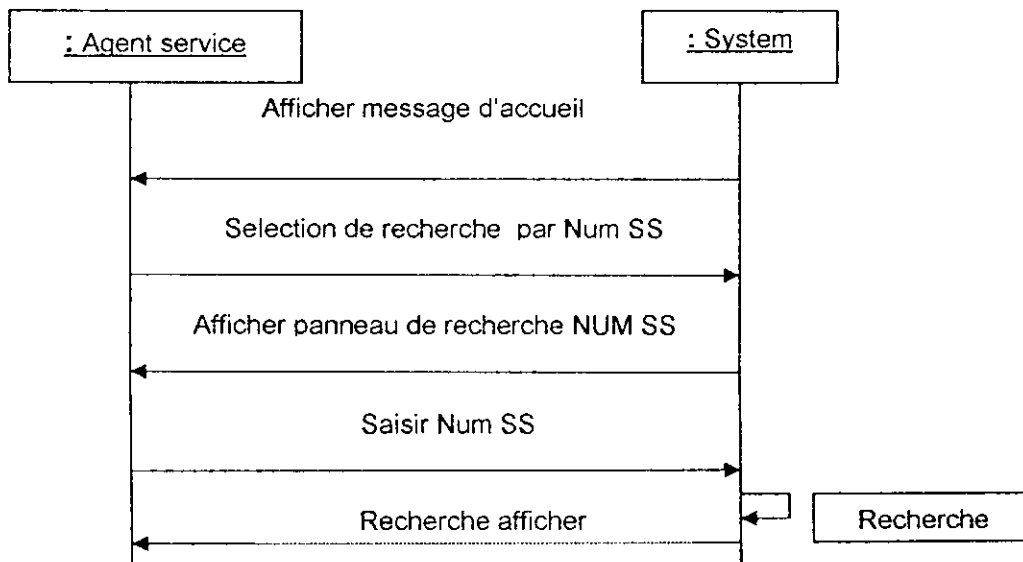 : Agent service
: System
Afficher message d'accueil
Selection de recherche par Num SS
Afficher panneau de recherche NUM SS
Saisir Num SS
Recherche afficher
Recherche